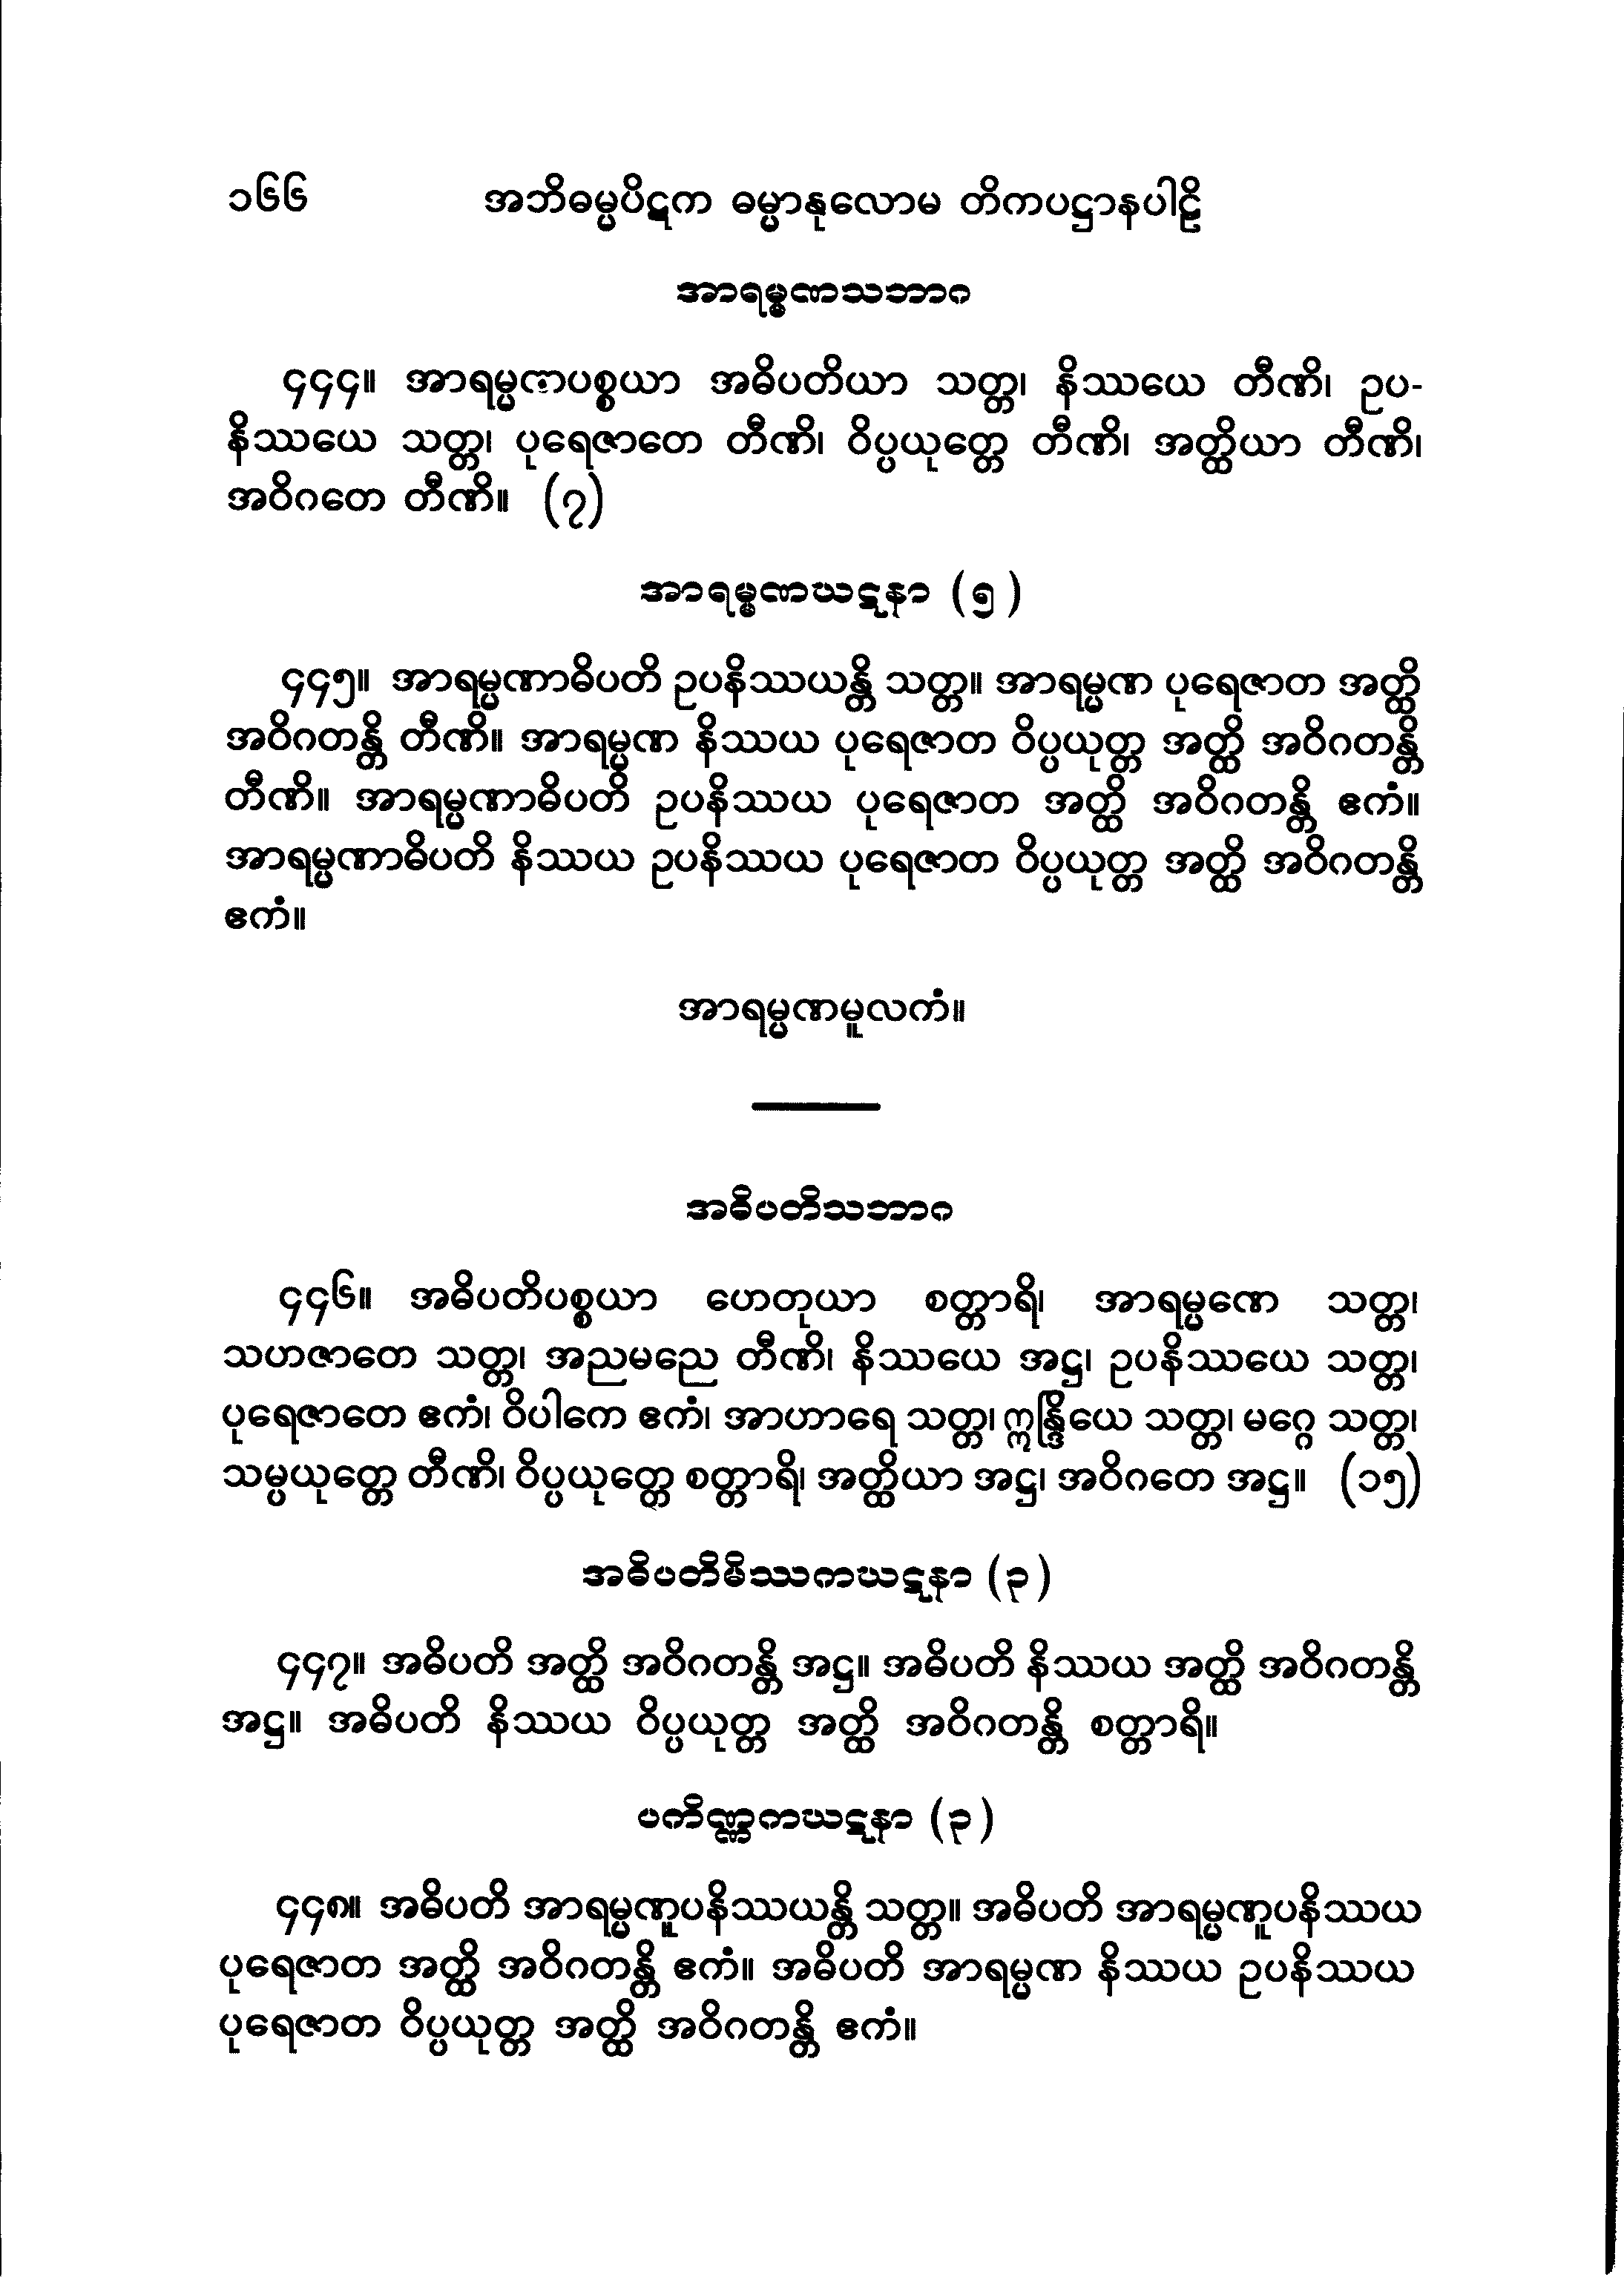 ၁၆၆ အဘိဓမ္မပိဋက ဓမ္မာနုလောမ တိကပဋ္ဌာနပါဠိ
အာရမ္မဏသဘာဂ
၄၄၄။ အာရမ္မဏပစ္စယာ အဓိပတိယာ သတ္တ၊ နိဿယေ တီဏိ၊ ဥပ-
နိဿယေ သတ္တ၊ ပုရေဇာတေ တီဏိ၊ ဝိပ္ပယုတ္တေ တီဏိ၊ အတ္ထိယာ တီဏိ၊
အဝိဂတေ တီဏိ။ (၇)
အာရမ္မဏဃဋနာ (၅)
၄၄၅။ အာရမ္မဏာဓိပတိ ဥပနိဿယန္တိ သတ္တ။ အာရမ္မဏ ပုရေဇာတ အတ္ထိ
အဝိဂတန္တိ တီဏိ။ အာရမ္မဏ နိဿယ ပုရေဇာတ ဝိပ္ပယုတ္တ အတ္ထိ အဝိဂတန္တိ
တီဏိ။ အာရမ္မဏာဓိပတိ ဥပနိဿယ ပုရေဇာတ အတ္ထိ အဝိဂတန္တိ ဧကံ။
အာရမ္မဏာဓိပတိ နိဿယ ဥပနိဿယ ပုရေဇာတ ဝိပ္ပယုတ္တ အတ္ထိ အဝိဂတန္တိ
ဧကံ။
အာရမ္မဏမူလကံ။
အဓိပတိသဘာဂ
၄၄၆။ အဓိပတိပစ္စယာ ဟေတုယာ စတ္တာရိ၊ အာရမ္မဏေ သတ္တ၊
သဟဇာတေ သတ္တ၊ အညမညေ တီဏိ၊ နိဿယေ အဋ္ဌ၊ ဥပနိဿယေ သတ္တ၊
ပုရေဇာတေ ဧကံ၊ ဝိပါကေ ဧကံ၊ အာဟာရေ သတ္တ၊ ဣန္ဒြိယေ သတ္တ၊ မဂ္ဂေ သတ္တ၊
သမ္ပယုတ္တေ တီဏိ၊ ဝိပ္ပယုတ္တေ စတ္တာရိ၊ အတ္ထိယာ အဋ္ဌ၊ အဝိဂတေ အဋ္ဌ။ (၁၅)
အဓိပတိမိဿကဃဋနာ (၃)
၄၄၇။ အဓိပတိ အတ္ထိ အဝိဂတန္တိ အဋ္ဌ။ အဓိပတိ နိဿယ အတ္ထိ အဝိဂတန္တိ
အဋ္ဌ။ အဓိပတိ နိဿယ ဝိပ္ပယုတ္တ အတ္ထိ အဝိဂတန္တိ စတ္တာရိ။
ပကိဏ္ဏကဃဋနာ (၃)
၄၄၈။ အဓိပတိ အာရမ္မဏူပနိဿယန္တိ သတ္တ။ အဓိပတိ အာရမ္မဏူပနိဿယ
ပုရေဇာတ အတ္ထိ အဝိဂတန္တိ ဧကံ။ အဓိပတိ အာရမ္မဏ နိဿယ ဥပနိဿယ
ပုရေဇာတ ဝိပ္ပယုတ္တ အတ္ထိ အဝိဂတန္တိ ဧကံ။